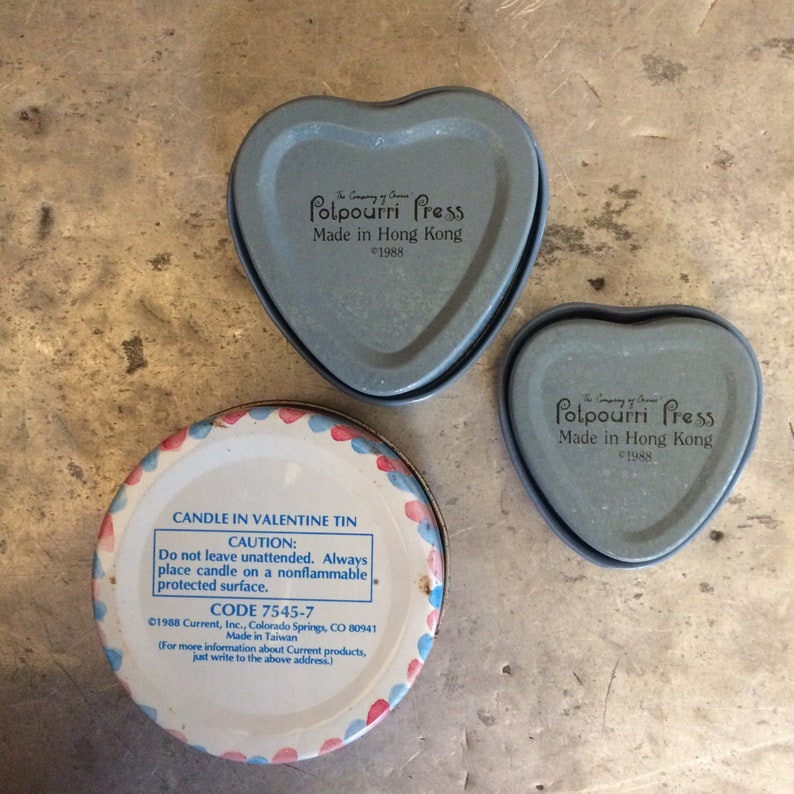 The Company of Choice
Potpourri Press
Made in Hong Kong
©1988
The Company of Choice
Potpourri Press
Made in Hong Kong
©1988
CANDLE IN VALENTINE TIN
CAUTION:
Do not leave unattended. Always
place candle on a nonflammable
protected surface.
CODE 7545-7
©1988 Current, Inc., Colorado Springs, CO 80941
Made in Taiwan
(For more information about Current products,
just write to the above address.)